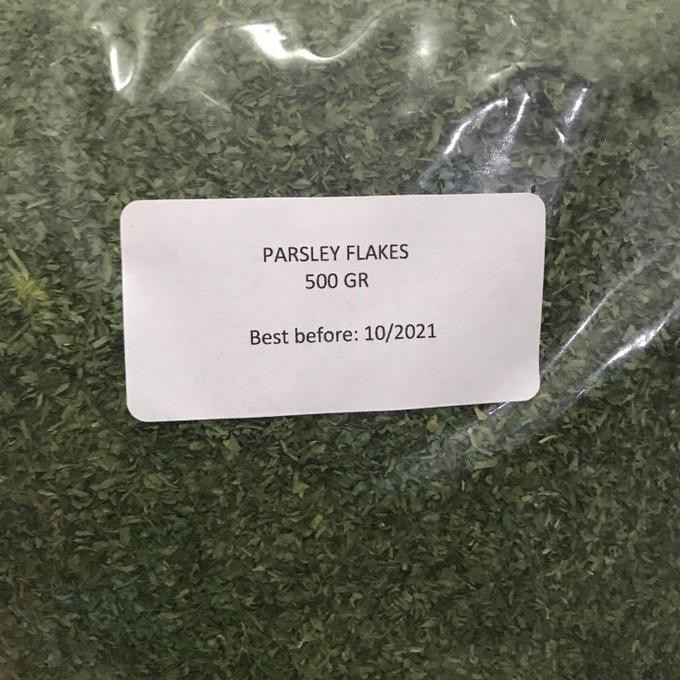 PARSLEY FLAKES
500 GR
Best before: 10/2021